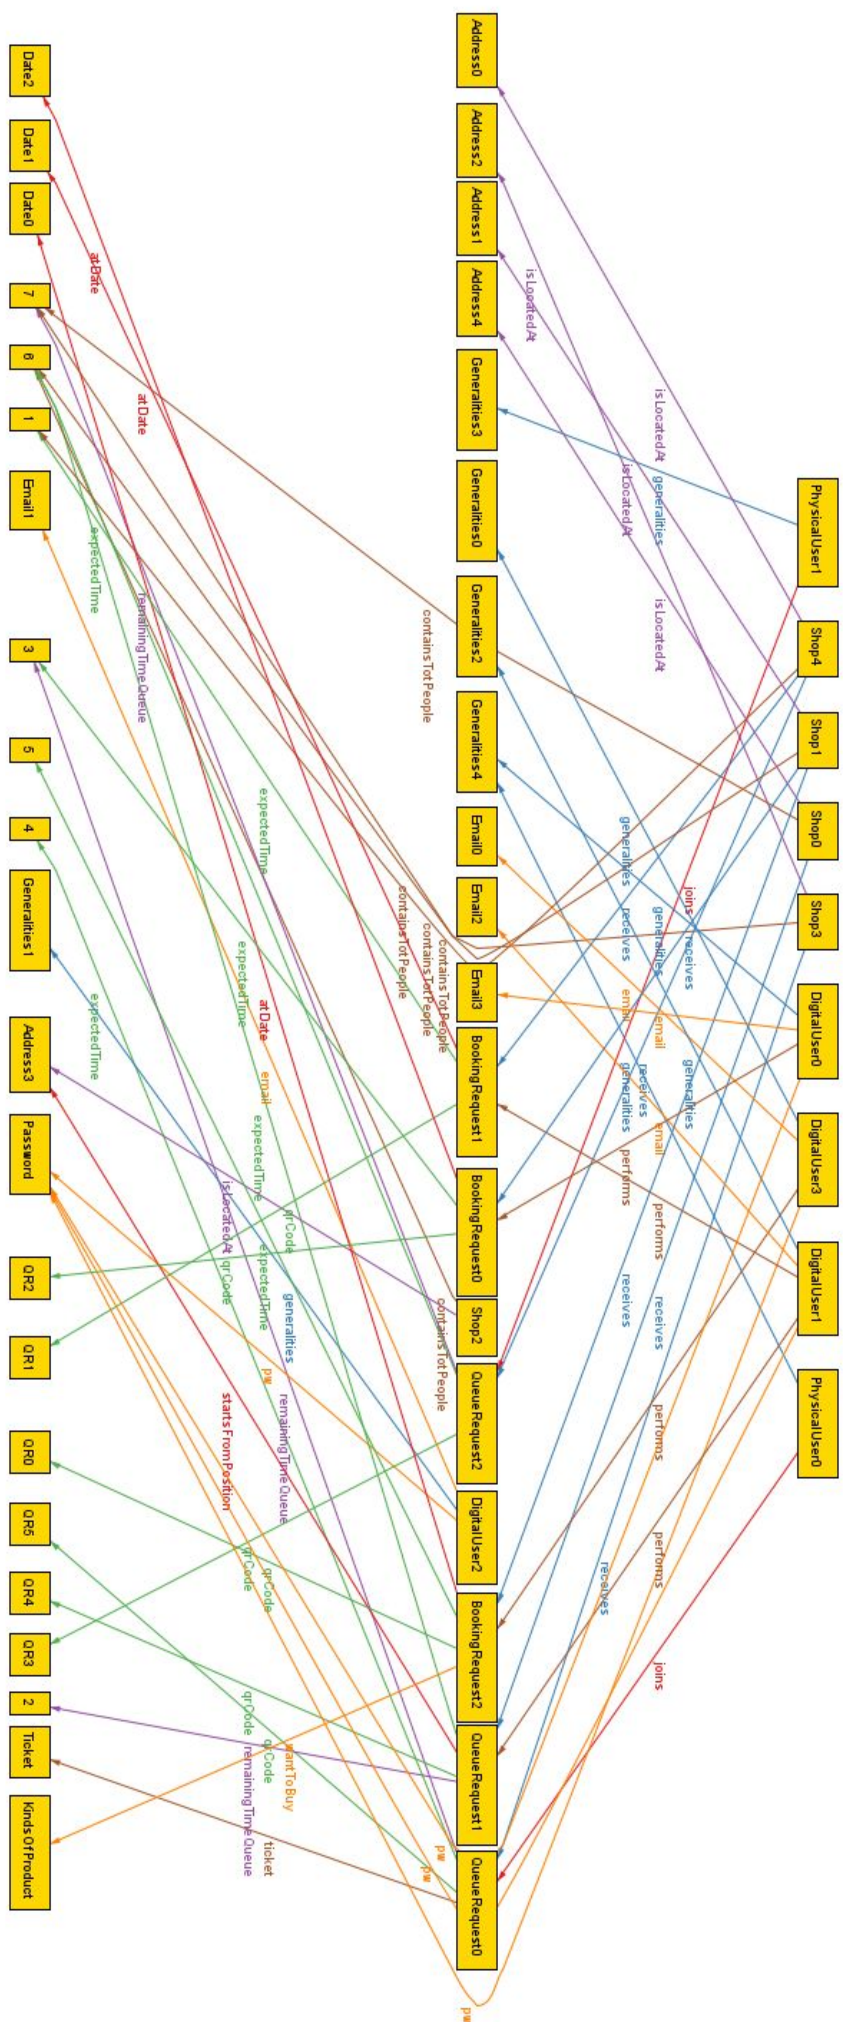 PhysicalUser1
Shop4
Shop1
Shop0
Shop3
DigitalUser0
DigitalUser3
DigitalUser1
PhysicalUser0
isLocatedAt
generalities
isLocatedAt
isLocatedAt
isLocatedAt
joins
receives
generalities
generalities
receives
email
email
generalities
receives
generalities
email
performs
performs
receives
receives
performs
performs
receives
joins
Address0
Address2
Address1
Address4
Generalities3
Generalities0
Generalities2
Generalities4
Email0
Email2
Email3
BookingRequest1
BookingRequest0
Shop2
QueueRequest2
DigitalUser2
BookingRequest2
QueueRequest1
QueueRequest0
containsTotPeople
containsTotPeople
containsTotPeople
containsTotPeople
containsTotPeople
pw
pw
pw
atDate
atDate
atDate
expectedTime
remainingTimeQueue
expectedTime
expectedTime
expectedTime
email
expectedTime
expectedTime
isLocatedAt
qrCode
qrCode
generalities
pw
startsFromPosition
remainingTimeQueue
qrCode
qrCode
qrCode
qrCode
wantToBuy
remainingTimeQueue
ticket
Date2
Date1
Date0
7
6
1
Email1
3
5
4
Generalities1
Address3
Password
QR2
QR1
QR0
QR5
QR4
QR3
2
Ticket
KindsOfProduct